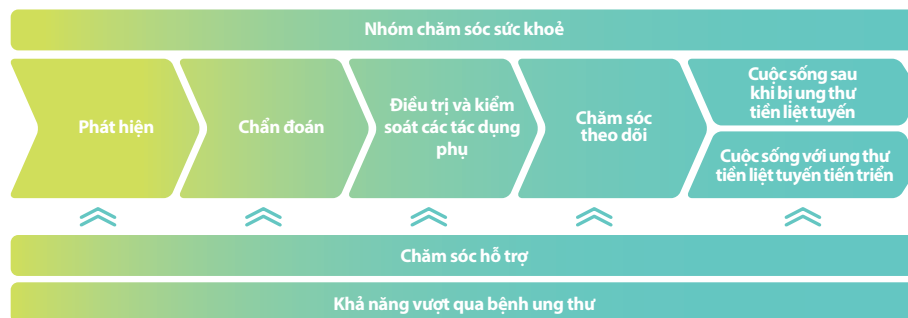 Nhóm chăm sóc sức khoẻ
Phát hiện
Chẩn đoán
Điều trị và kiểm
soát các tác dụng
phụ
Chăm sóc
theo dõi
Cuộc sống sau
khi bị ung thư
tiền liệt tuyến
Cuộc sống với ung thư
tiền liệt tuyến tiến triển
Chăm sóc hỗ trợ
Khả năng vượt qua bệnh ung thư